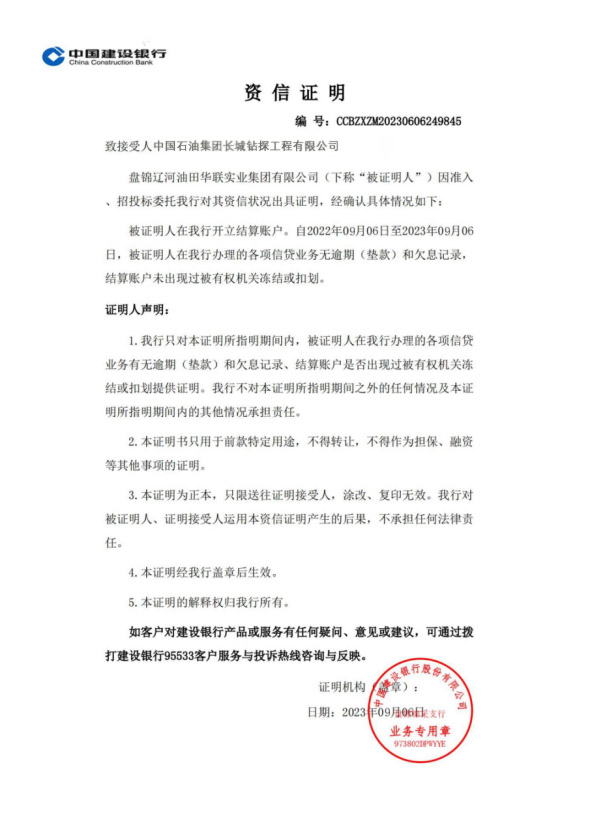 中国建设银行
China Construction Bank
资 信 证 明
编 号：CCBZXZM20230606249845
致接受人中国石油集团长城钻探工程有限公司
盘锦辽河油田华联实业集团有限公司（下称“被证明人”）因准入
、招投标委托我行对其资信状况出具证明，经确认具体情况如下：
被证明人在我行开立结算账户。自2022年09月06日至2023年09月06
日，被证明人在我行办理的各项信贷业务无逾期（垫款）和欠息记录，
结算账户未出现过被有权机关冻结或扣划。
证明人声明：
1.我行只对本证明所指明期间内，被证明人在我行办理的各项信贷
业务有无逾期（垫款）和欠息记录、结算账户是否出现过被有权机关冻
结或扣划提供证明。我行不对本证明所指明期间之外的任何情况及本证
明所指明期间内的其他情况承担责任。
2.本证明书只用于前款特定用途，不得转让，不得作为担保、融资
等其他事项的证明。
3.本证明为正本，只限送往证明接受人，涂改、复印无效。我行对
被证明人、证明接受人运用本资信证明产生的后果，不承担任何法律责
任。
4.本证明经我行盖章后生效。
5.本证明的解释权归我行所有。
如客户对建设银行产品或服务有任何疑问、意见或建议，可通过拨
打建设银行95533客户服务与投诉热线咨询与反映。
证明机构（盖章）：
日期：2023年09月06日
中国建设银行股份有限公司
支行
业务专用章
973802DPWYYE